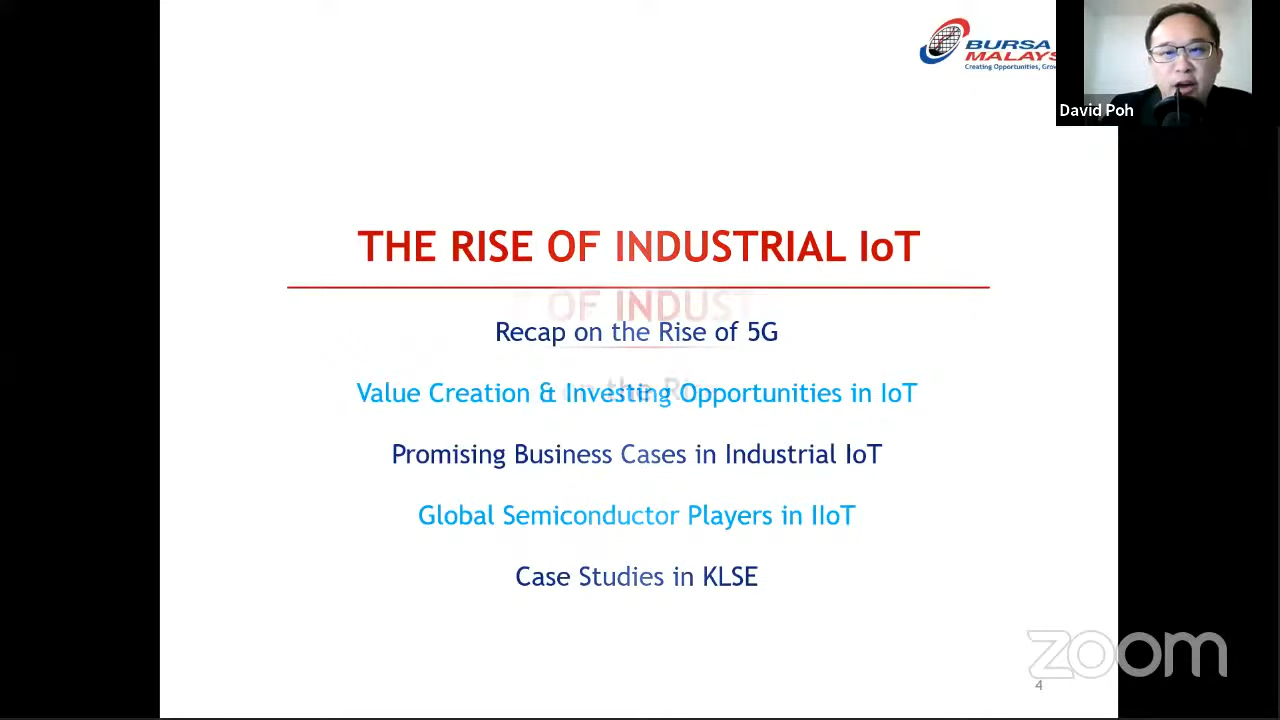 BURSA
MALAYS
Creating Opportunities, Grow
David Poh
THE RISE OF INDUSTRIAL IoT
OF INDUST
Recap on the Rise of 5G
Value Creation & Investing Opportunities in IoT
Promising Business Cases in Industrial IoT
Global Semiconductor Players in IIoT
Case Studies in KLSE
zoom
4